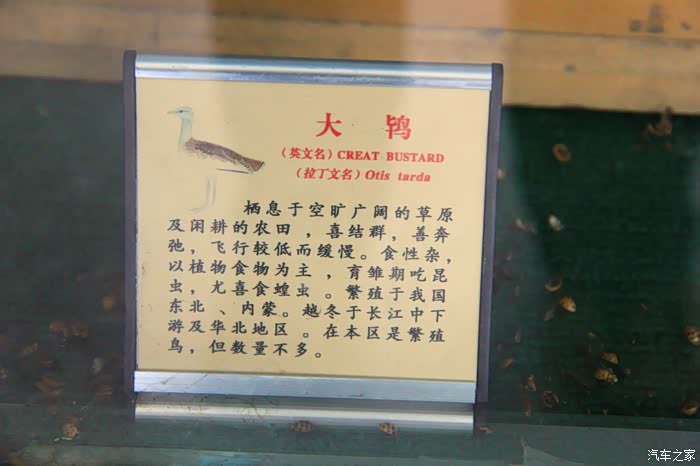 大 鸨
(英文名) CREAT BUSTARD
(拉丁文名) Otis tarda
栖息于空旷广阔的草原
及闲耕的农田，喜结群，善奔
弛，飞行较低而缓慢。食性杂，
以植物食物为主，育雏期吃昆
虫，尤喜食蝗虫。繁殖于我国
东北、内蒙。越冬于长江中下
游及华北地区。在本区是繁殖
鸟，但数量不多。
汽车之家